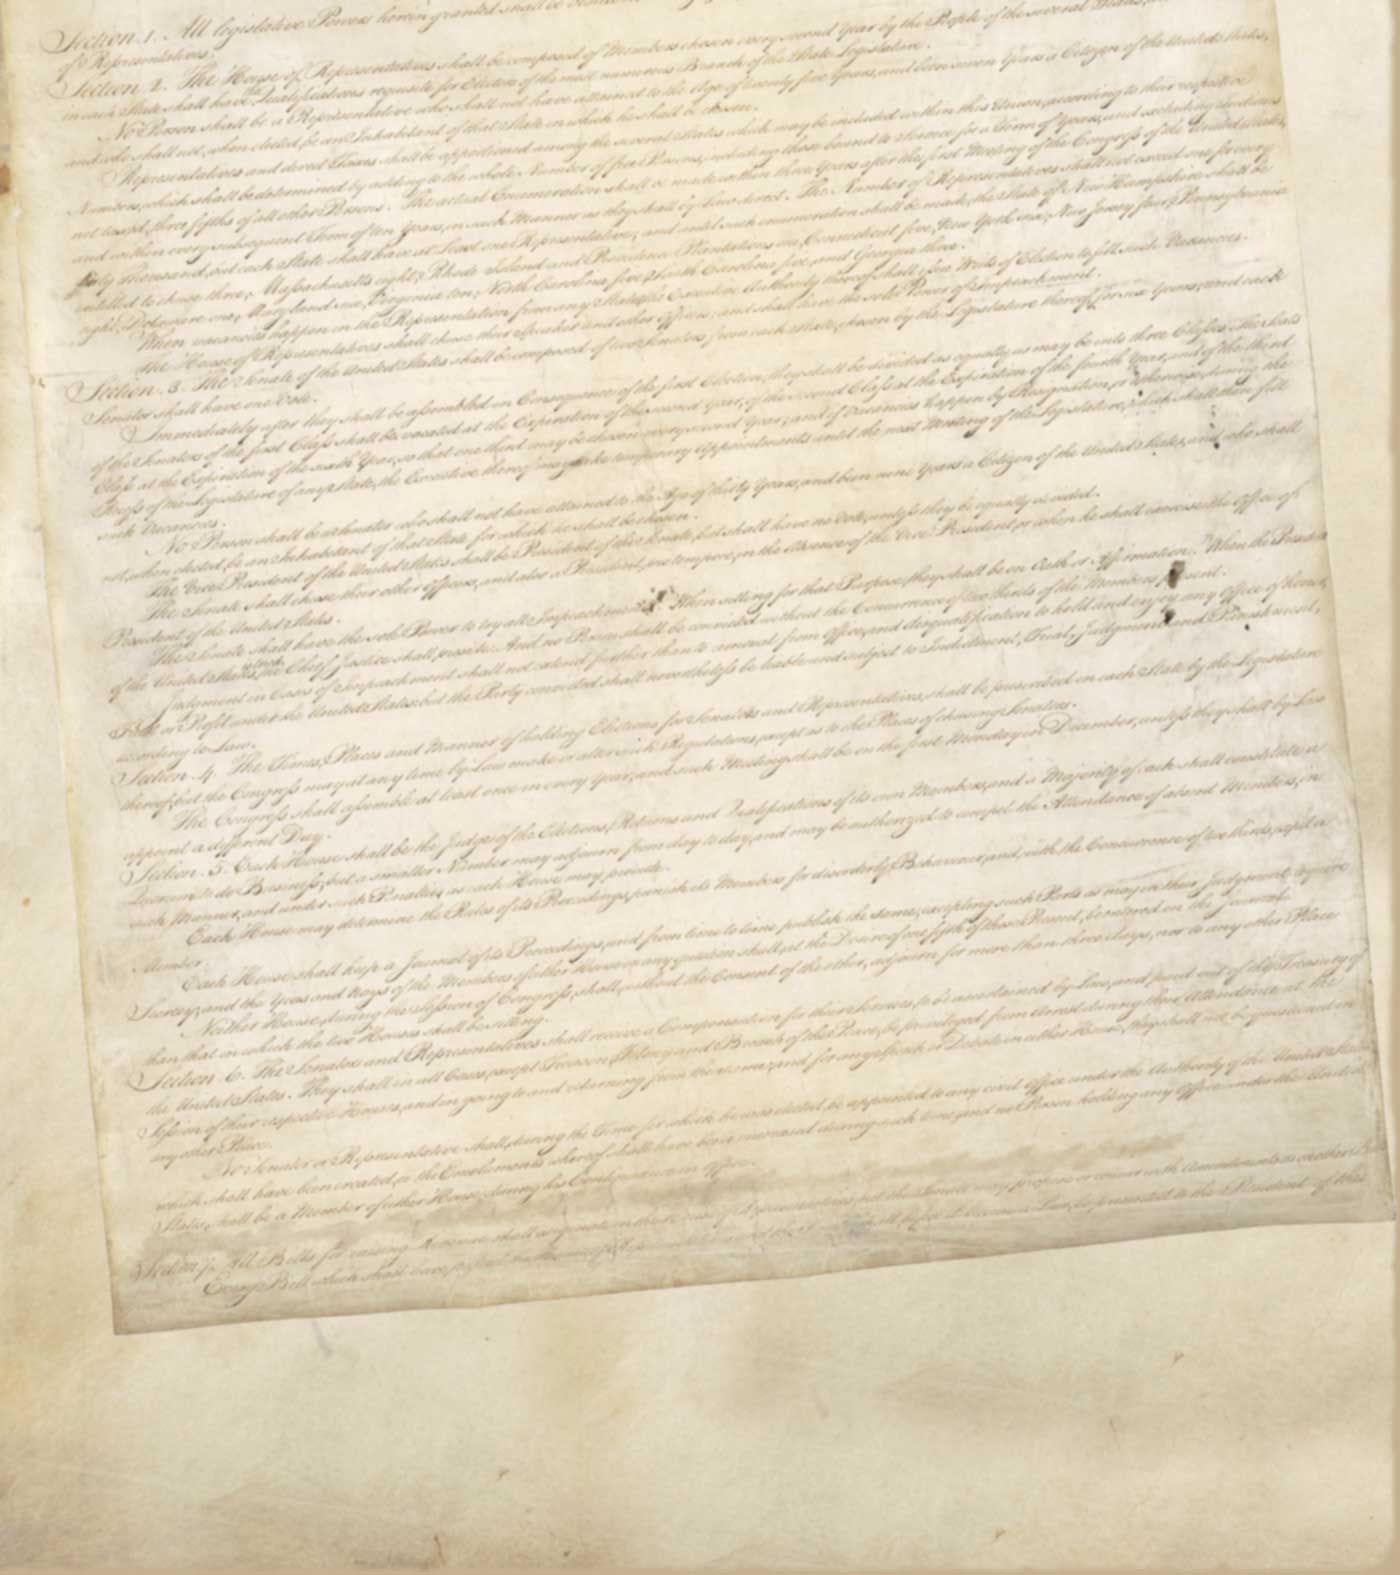 Section. 1. All legislative Powers herein granted shall be
of Representatives.
Section. 2. The House of Representatives shall be composed of Members chosen every second Year by the People of the several States,
in each State shall have the Qualifications requisite for Electors of the most numerous Branch of the State Legislature.
No Person shall be a Representative who shall not have attained to the Age of twenty five Years, and been seven Years a Citizen of the United States,
and who shall not, when elected, be an Inhabitant of that State in which he shall be chosen.
Representatives and direct Taxes shall be apportioned among the several States which may be included within this Union, according to their respective
Numbers, which shall be determined by adding to the whole Number of free Persons, including those bound to Service for a Term of Years, and excluding Indians
not taxed, three fifths of all other Persons. The actual Enumeration shall be made within three Years after the first Meeting of the Congress of the United States,
and within every subsequent Term of ten Years, in such Manner as they shall by Law direct. The Number of Representatives shall not exceed one for every
thirty Thousand, but each State shall have at Least one Representative; and until such enumeration shall be made, the State of New Hampshire shall be
entitled to chuse three, Massachusetts eight, Rhode Island and Providence Plantations one, Connecticut five, New York six, New Jersey four, Pennsylvania
eight, Delaware one, Maryland six, Virginia ten, North Carolina five, South Carolina five, and Georgia three.
When vacancies happen in the Representation from any State, the Executive Authority thereof shall issue Writs of Election to fill such Vacancies.
The House of Representatives shall chuse their Speaker and other Officers; and shall have the sole Power of Impeachment.
Section. 3. The Senate of the United States shall be composed of two Senators from each State, chosen by the Legislature thereof, for six Years; and each
Senator shall have one Vote.
Immediately after they shall be assembled in Consequence of the first Election, they shall be divided as equally as may be into three Classes. The Seats
of the Senators of the first Class shall be vacated at the Expiration of the second Year, of the second Class at the Expiration of the fourth Year, and of the third
Class at the Expiration of the sixth Year, so that one third may be chosen every second Year; and if Vacancies happen by Resignation, or otherwise, during the
Recess of the Legislature of any State, the Executive thereof may make temporary Appointments until the next Meeting of the Legislature, which shall then fill
such Vacancies.
No Person shall be a Senator who shall not have attained to the Age of thirty Years, and been nine Years a Citizen of the United States, and who shall
not, when elected, be an Inhabitant of that State for which he shall be chosen.
The Vice President of the United States shall be President of the Senate, but shall have no Vote, unless they be equally divided.
The Senate shall chuse their other Officers, and also a President pro tempore, in the Absence of the Vice President, or when he shall exercise the Office of
President of the United States.
The Senate shall have the sole Power to try all Impeachments. When sitting for that Purpose, they shall be on Oath or Affirmation. When the President
of the United States is tried, the Chief Justice shall preside: And no Person shall be convicted without the Concurrence of two thirds of the Members present.
Judgment in Cases of Impeachment shall not extend further than to removal from Office, and disqualification to hold and enjoy any Office of honor,
Trust or Profit under the United States: but the Party convicted shall nevertheless be liable and subject to Indictment, Trial, Judgment and Punishment,
according to Law.
Section. 4. The Times, Places and Manner of holding Elections for Senators and Representatives, shall be prescribed in each State by the Legislature
thereof; but the Congress may at any time by Law make or alter such Regulations, except as to the Places of chusing Senators.
The Congress shall assemble at least once in every Year, and such Meeting shall be on the first Monday in December, unless they shall by Law
appoint a different Day.
Section. 5. Each House shall be the Judge of the Elections, Returns and Qualifications of its own Members, and a Majority of each shall constitute a
Quorum to do Business; but a smaller Number may adjourn from day to day, and may be authorized to compel the Attendance of absent Members, in
such Manner, and under such Penalties as each House may provide.
Each House may determine the Rules of its Proceedings, punish its Members for disorderly Behaviour, and, with the Concurrence of two thirds, expel a
Member.
Each House shall keep a Journal of its Proceedings, and from time to time publish the same, excepting such Parts as may in their Judgment require
Secrecy; and the Yeas and Nays of the Members of either House on any question shall, at the Desire of one fifth of those Present, be entered on the Journal.
Neither House, during the Session of Congress, shall, without the Consent of the other, adjourn for more than three days, nor to any other Place
than that in which the two Houses shall be sitting.
Section. 6. The Senators and Representatives shall receive a Compensation for their Services, to be ascertained by Law, and paid out of the Treasury of
the United States. They shall in all Cases, except Treason, Felony and Breach of the Peace, be privileged from Arrest during their Attendance at the
Session of their respective Houses, and in going to and returning from the same; and for any Speech or Debate in either House, they shall not be questioned in
any other Place.
No Senator or Representative shall, during the Time for which he was elected, be appointed to any civil Office under the Authority of the United States,
which shall have been created, or the Emoluments whereof shall have been encreased during such time; and no Person holding any Office under the United
States, shall be a Member of either House during his Continuance in Office.
Section. 7. All Bills for raising Revenue shall originate in the House of Representatives; but the Senate may propose or concur with Amendments as on other Bills.
Every Bill which shall have passed the House of Representatives and the Senate, shall, before it become a Law, be presented to the President of the